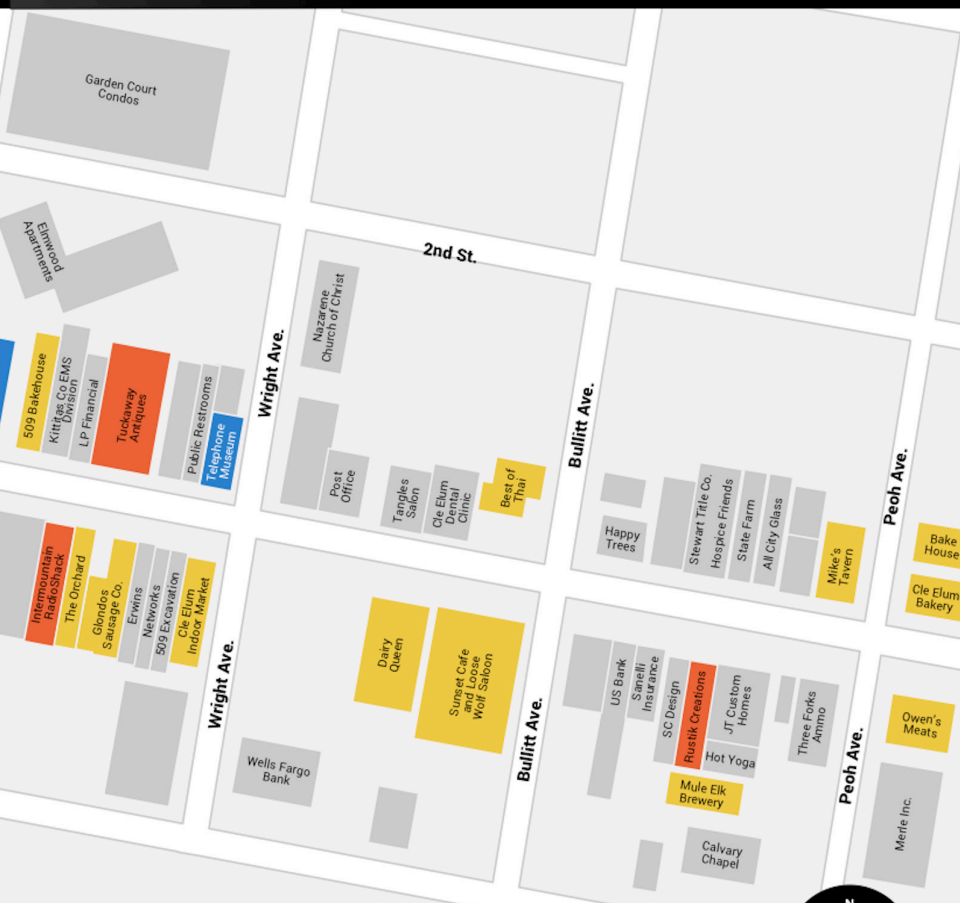 Garden Court
Condos
2nd St.
Elmwood
Apartments
Nazarene
Church of Christ
Wright Ave.
Bullitt Ave.
Peoh Ave.
509 Bakehouse
Kittitas Co EMS
Division
LP Financial
Tuckaway
Antiques
Public Restrooms
Telephone
Museum
Post
Office
Tangles
Salon
Cle Elum
Dental
Clinic
Best of
Thai
Happy
Trees
Stewart Title Co.
Hospice Friends
State Farm
All City Glass
Mike's
Tavern
Bake
House
Cle Elum
Bakery
Intermountain
RadioShack
The Orchard
Glondos
Sausage Co.
Erwins
Networks
509 Excavation
Cle Elum
Indoor Market
Wright Ave.
Dairy
Queen
Sunset Cafe
and Loose
Wolf Saloon
Bullitt Ave.
US Bank
Sanelli
Insurance
SC Design
Rustik Creations
JT Custom
Homes
Hot Yoga
Three Forks
Ammo
Peoh Ave.
Owen's
Meats
Wells Fargo
Bank
Mule Elk
Brewery
Calvary
Chapel
Merle Inc.
N